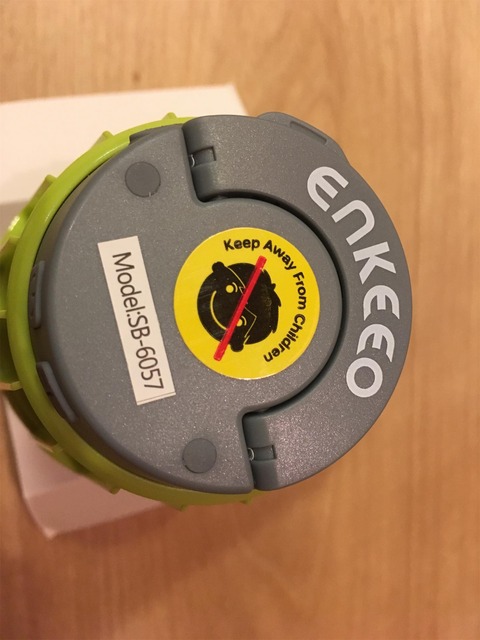 ENKEEO
Keep Away From Children
Model:SB-6057